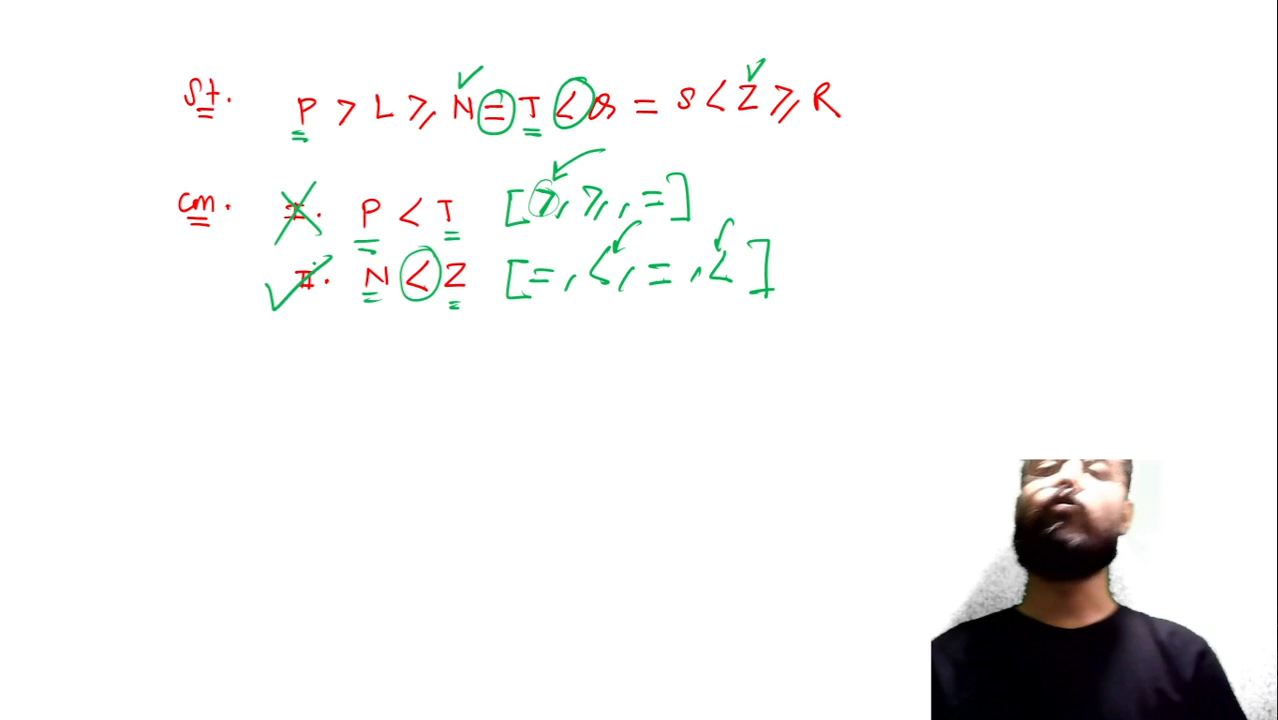 St. P > L ≥ N = T < Q = S < Z ≥ R
cm. I. P < T [>, ≥, , =]
II. N < Z [=, <, =, <]